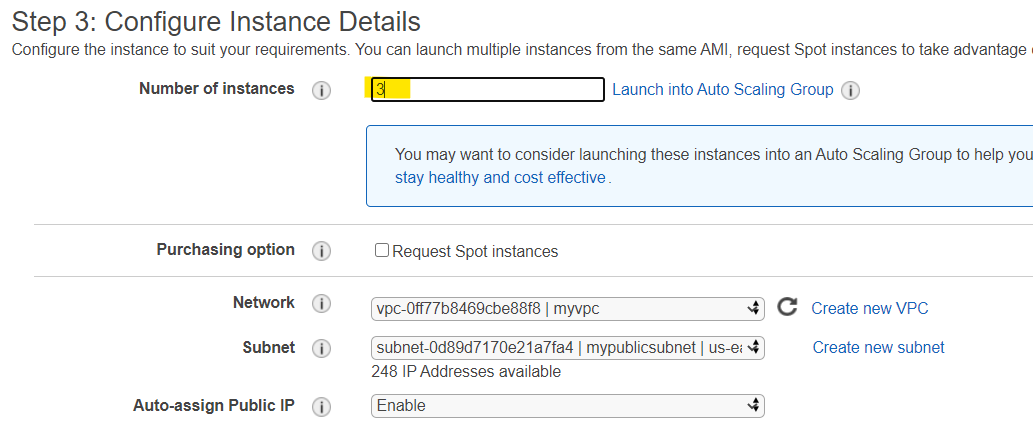 Step 3: Configure Instance Details
Configure the instance to suit your requirements. You can launch multiple instances from the same AMI, request Spot instances to take advantage
Number of instances i 3 Launch into Auto Scaling Group i
You may want to consider launching these instances into an Auto Scaling Group to help you
stay healthy and cost effective.
Purchasing option i Request Spot instances
Network i vpc-0ff77b8469cbe88f8 | myvpc Create new VPC
Subnet i subnet-0d89d7170e21a7fa4 | mypublicsubnet | us-ea Create new subnet
248 IP Addresses available
Auto-assign Public IP i Enable